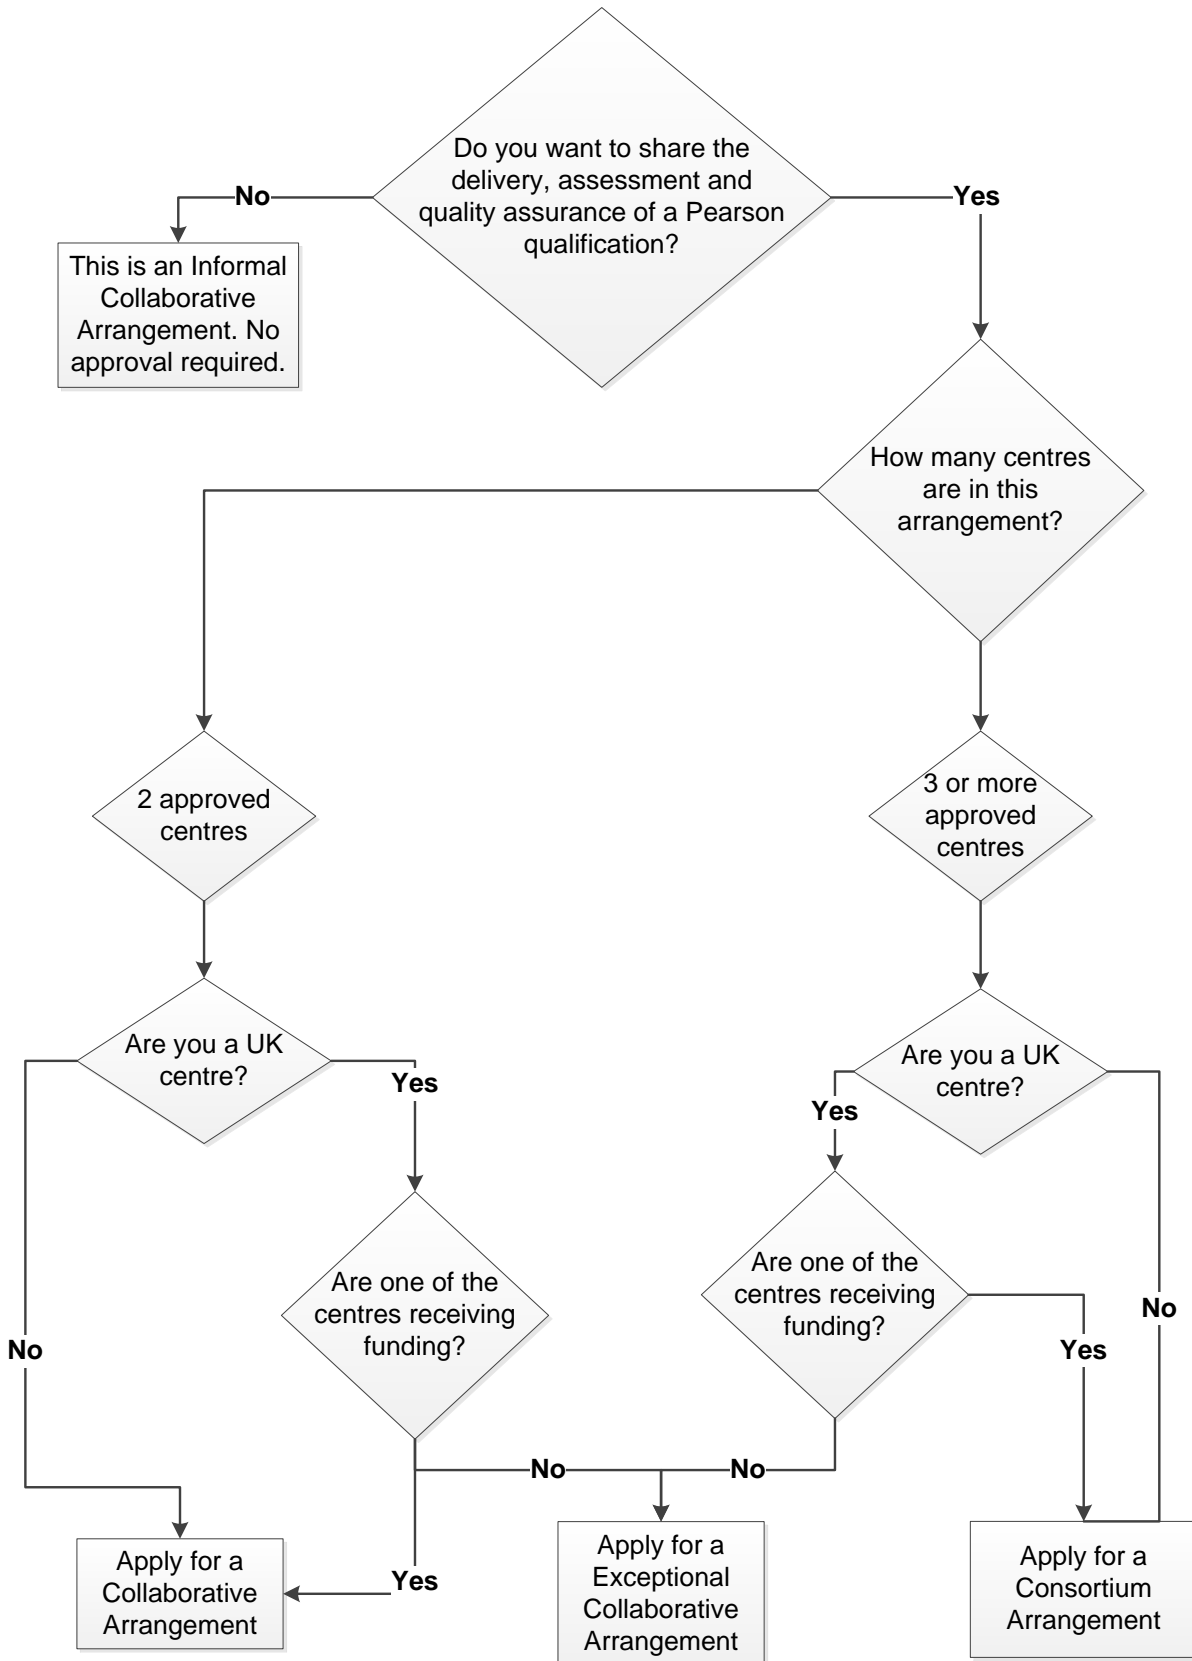 Do you want to share the
delivery, assessment and
quality assurance of a Pearson
qualification?
No
Yes
This is an Informal
Collaborative
Arrangement. No
approval required.
How many centres
are in this
arrangement?
2 approved
centres
3 or more
approved
centres
Are you a UK
centre?
Yes
Are you a UK
centre?
Yes
Are one of the
centres receiving
funding?
Are one of the
centres receiving
funding?
No
No
Yes
No
No
Yes
Apply for a
Collaborative
Arrangement
Apply for a
Exceptional
Collaborative
Arrangement
Apply for a
Consortium
Arrangement